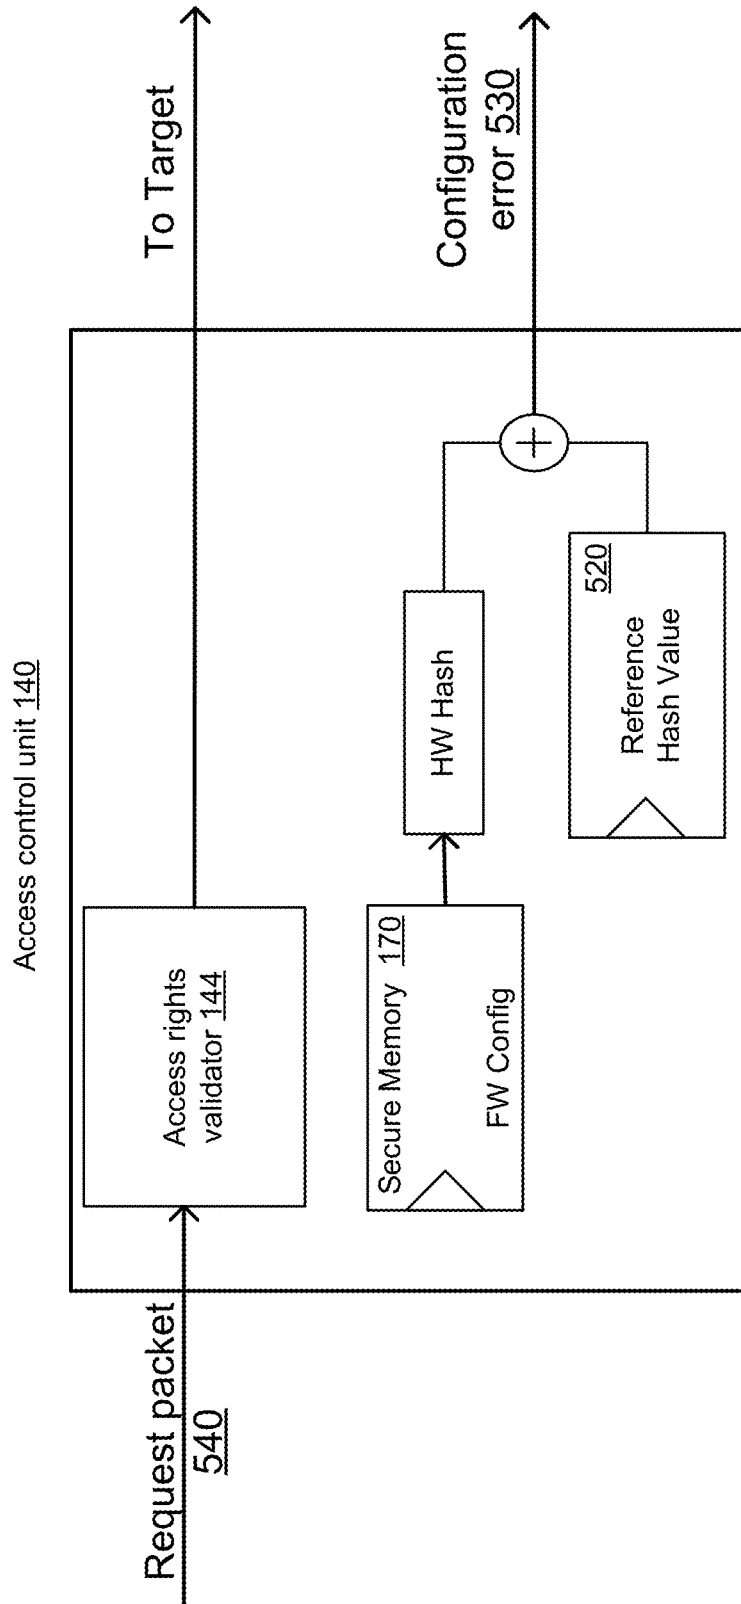 Access control unit 140
Request packet
540
Access rights
validator 144
To Target
Secure Memory 170
FW Config
HW Hash
520
Reference
Hash Value
Configuration
error 530